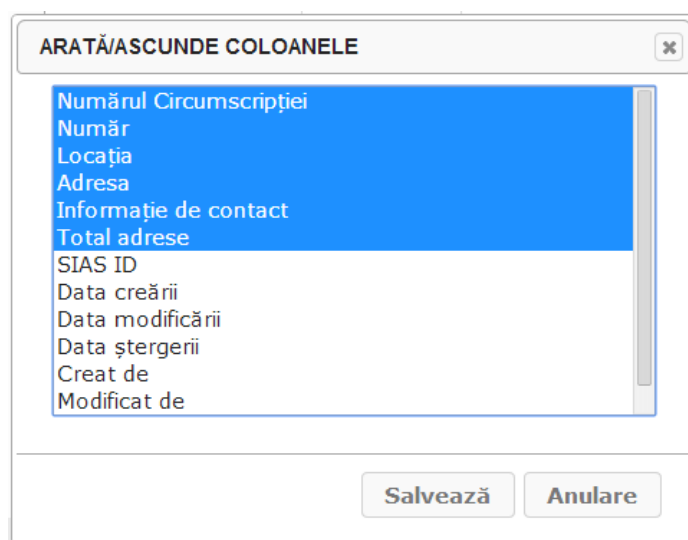 ARATĂ/ASCUNDE COLOANELE
Numărul Circumscripției
Număr
Locația
Adresa
Informație de contact
Total adrese
SIAS ID
Data creării
Data modificării
Data ștergerii
Creat de
Modificat de
Salvează Anulare